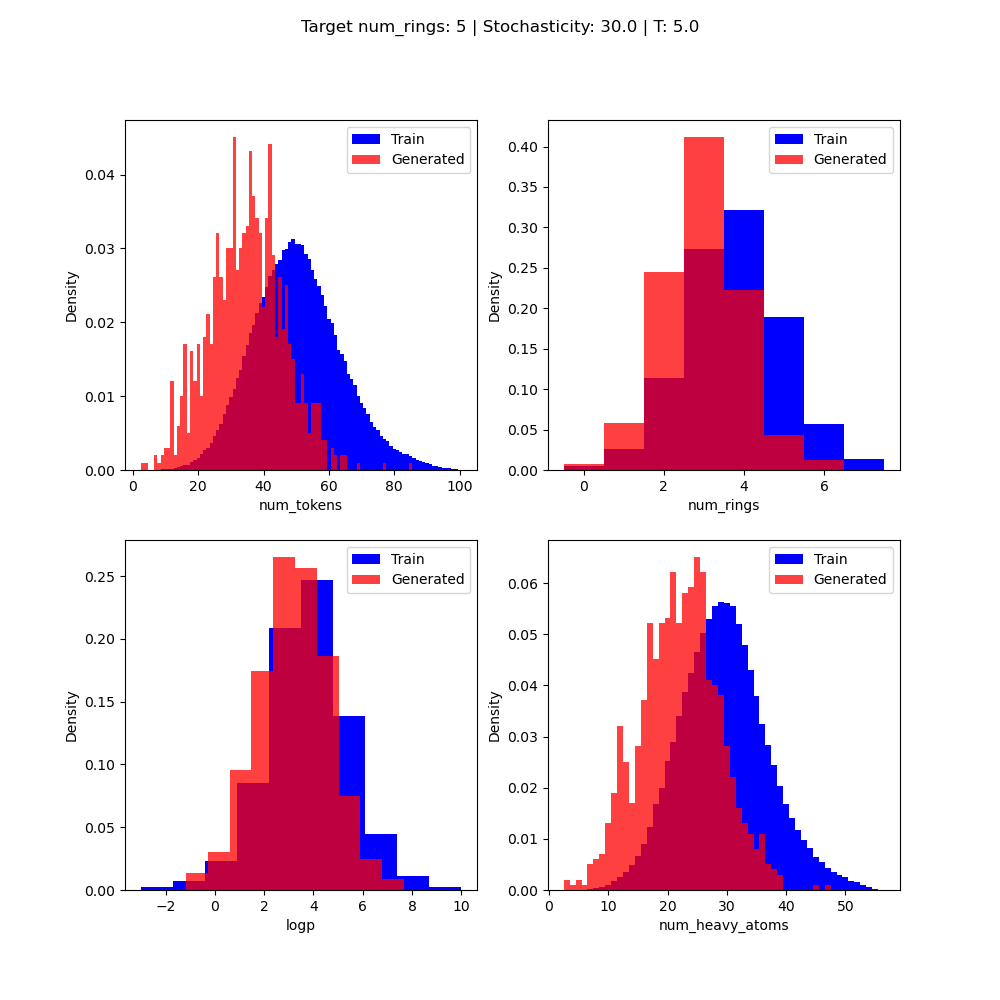 Target num_rings: 5 | Stochasticity: 30.0 | T: 5.0
Train
Generated
0.04
0.03
0.02
0.01
0.00
Density
0 20 40 60 80 100
num_tokens
Train
Generated
0.40
0.35
0.30
0.25
0.20
0.15
0.10
0.05
0.00
Density
0 2 4 6
num_rings
Train
Generated
0.25
0.20
0.15
0.10
0.05
0.00
Density
−2 0 2 4 6 8 10
logp
Train
Generated
0.06
0.05
0.04
0.03
0.02
0.01
0.00
Density
0 10 20 30 40 50
num_heavy_atoms